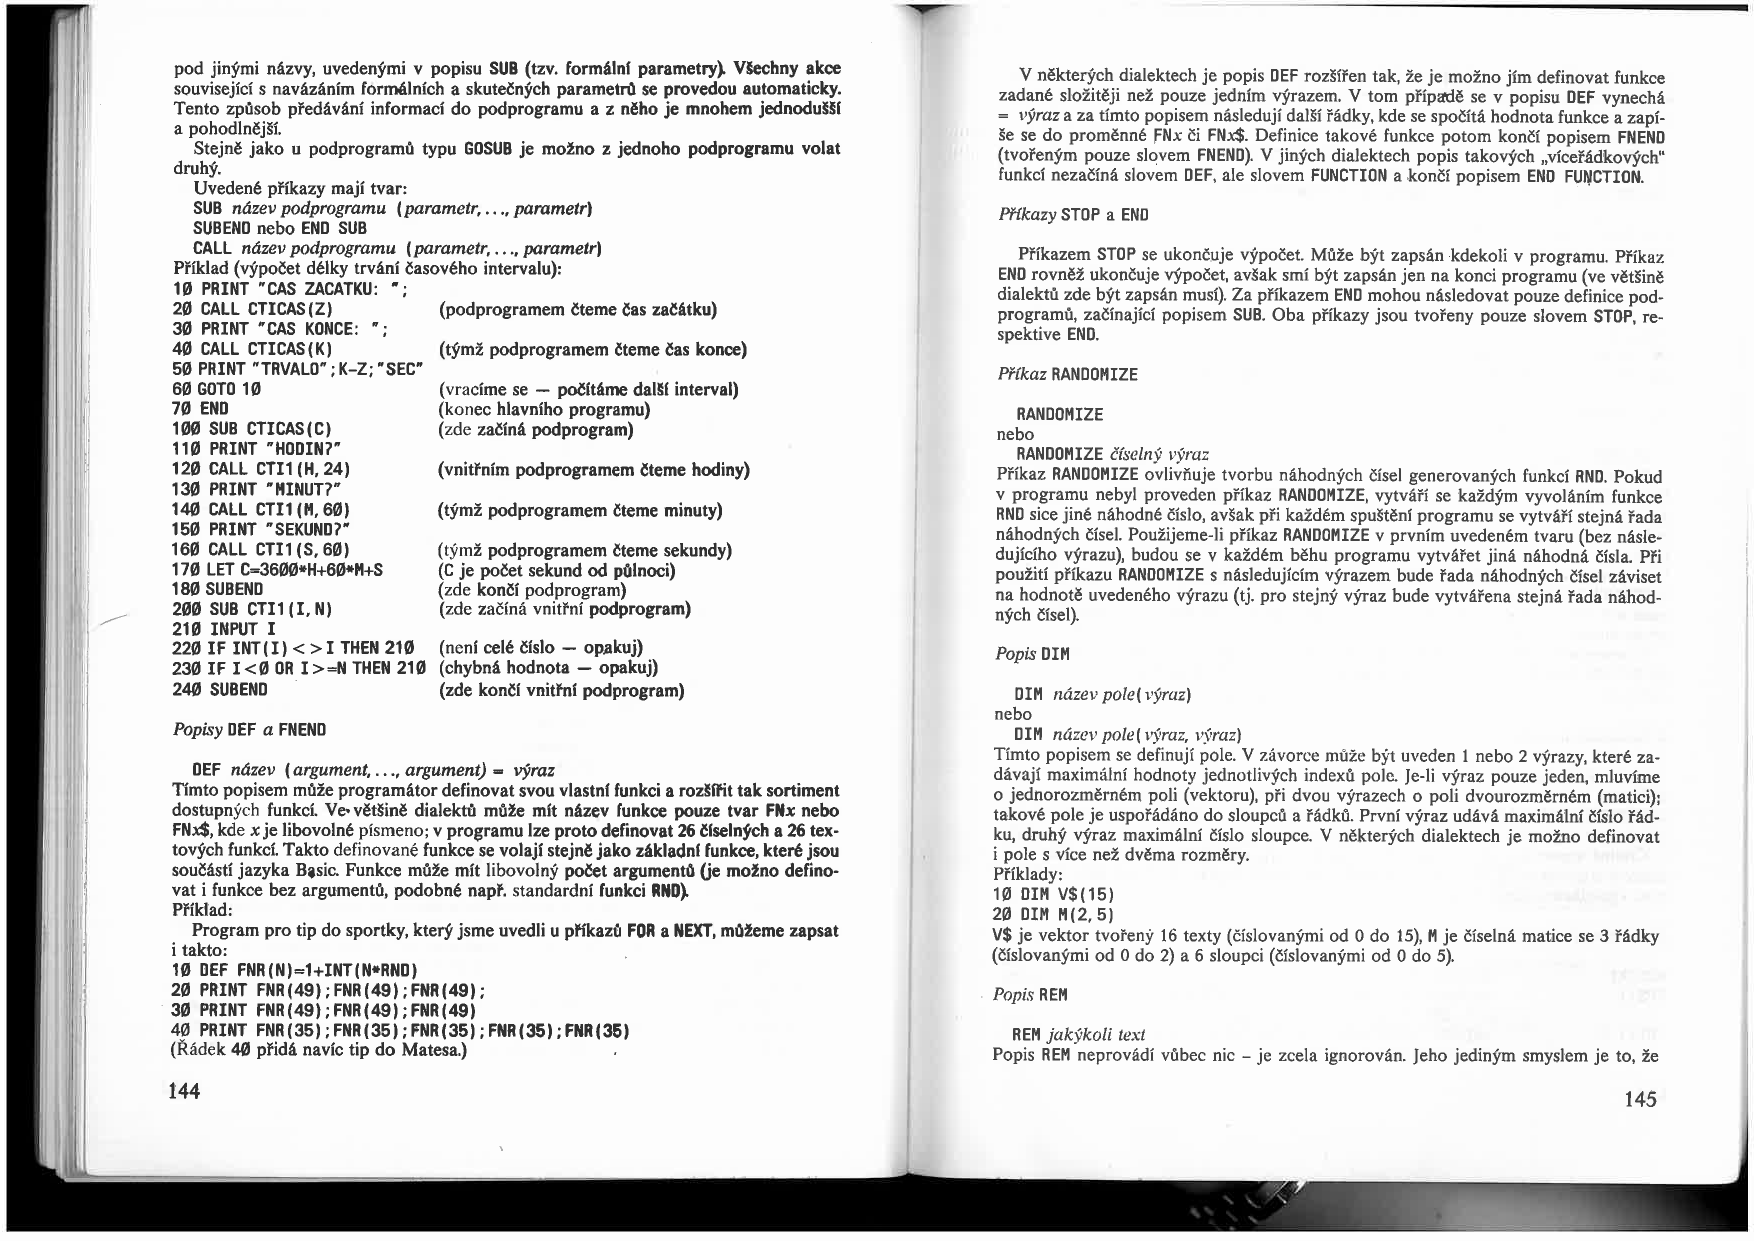 pod jinými názvy, uvedenými v popisu SUB (tzv. formální parametry). Všechny akce
související s navázáním formálních a skutečných parametrů se provedou automaticky.
Tento způsob předávání informací do podprogramu a z něho je mnohem jednodušší
a pohodlnější.
Stejně jako u podprogramů typu GOSUB je možno z jednoho podprogramu volat
druhý.
Uvedené příkazy mají tvar:
SUB název podprogramu (parametr,..., parametr)
SUBEND nebo END SUB
CALL název podprogramu (parametr,..., parametr)
Příklad (výpočet délky trvání časového intervalu):
10 PRINT "CAS ZACATKU: ";
20 CALL CTICAS(Z) (podprogramem čteme čas začátku)
30 PRINT "CAS KONCE: ";
40 CALL CTICAS(K) (týmž podprogramem čteme čas konce)
50 PRINT "TRVALO";K-Z;"SEC"
60 GOTO 10 (vracíme se — počítáme další interval)
70 END (konec hlavního programu)
100 SUB CTICAS(C) (zde začíná podprogram)
110 PRINT "HODIN?"
120 CALL CTI1(H,24) (vnitřním podprogramem čteme hodiny)
130 PRINT "MINUT?"
140 CALL CTI1(M,60) (týmž podprogramem čteme minuty)
150 PRINT "SEKUND?"
160 CALL CTI1(S,60) (týmž podprogramem čteme sekundy)
170 LET C=3600*H+60*M+S (C je počet sekund od půlnoci)
180 SUBEND (zde končí podprogram)
200 SUB CTI1(I,N) (zde začíná vnitřní podprogram)
210 INPUT I
220 IF INT(I)<>I THEN 210 (není celé číslo — opakuj)
230 IF I<0 OR I>=N THEN 210 (chybná hodnota — opakuj)
240 SUBEND (zde končí vnitřní podprogram)
Popisy DEF a FNEND
DEF název (argument,..., argument) = výraz
Tímto popisem může programátor definovat svou vlastní funkci a rozšířit tak sortiment
dostupných funkcí. Ve většině dialektů může mít název funkce pouze tvar FNx nebo
FNx$, kde x je libovolné písmeno; v programu lze proto definovat 26 číselných a 26 tex-
tových funkcí. Takto definované funkce se volají stejně jako základní funkce, které jsou
součástí jazyka Basic. Funkce může mít libovolný počet argumentů (je možno defino-
vat i funkce bez argumentů, podobné např. standardní funkci RND).
Příklad:
Program pro tip do sportky, který jsme uvedli u příkazů FOR a NEXT, můžeme zapsat
i takto:
10 DEF FNR(N)=1+INT(N*RND)
20 PRINT FNR(49);FNR(49);FNR(49);
30 PRINT FNR(49);FNR(49);FNR(49)
40 PRINT FNR(35);FNR(35);FNR(35);FNR(35);FNR(35)
(Řádek 40 přidá navíc tip do Matesa.)
144
V některých dialektech je popis DEF rozšířen tak, že je možno jím definovat funkce
zadané složitěji než pouze jedním výrazem. V tom případě se v popisu DEF vynechá
= výraz a za tímto popisem následují další řádky, kde se spočítá hodnota funkce a zapí-
še se do proměnné FNx či FNx$. Definice takové funkce potom končí popisem FNEND
(tvořeným pouze slovem FNEND). V jiných dialektech popis takových „víceřádkových"
funkcí nezačíná slovem DEF, ale slovem FUNCTION a končí popisem END FUNCTION.
Příkazy STOP a END
Příkazem STOP se ukončuje výpočet. Může být zapsán kdekoli v programu. Příkaz
END rovněž ukončuje výpočet, avšak smí být zapsán jen na konci programu (ve většině
dialektů zde být zapsán musí). Za příkazem END mohou následovat pouze definice pod-
programů, začínající popisem SUB. Oba příkazy jsou tvořeny pouze slovem STOP, re-
spektive END.
Příkaz RANDOMIZE
RANDOMIZE
nebo
RANDOMIZE číselný výraz
Příkaz RANDOMIZE ovlivňuje tvorbu náhodných čísel generovaných funkcí RND. Pokud
v programu nebyl proveden příkaz RANDOMIZE, vytváří se každým vyvoláním funkce
RND sice jiné náhodné číslo, avšak při každém spuštění programu se vytváří stejná řada
náhodných čísel. Použijeme-li příkaz RANDOMIZE v prvním uvedeném tvaru (bez násle-
dujícího výrazu), budou se v každém běhu programu vytvářet jiná náhodná čísla. Při
použití příkazu RANDOMIZE s následujícím výrazem bude řada náhodných čísel záviset
na hodnotě uvedeného výrazu (tj. pro stejný výraz bude vytvářena stejná řada náhod-
ných čísel).
Popis DIM
DIM název pole(výraz)
nebo
DIM název pole(výraz, výraz)
Tímto popisem se definují pole. V závorce může být uveden 1 nebo 2 výrazy, které za-
dávají maximální hodnoty jednotlivých indexů pole. Je-li výraz pouze jeden, mluvíme
o jednorozměrném poli (vektoru), při dvou výrazech o poli dvourozměrném (matici);
takové pole je uspořádáno do sloupců a řádků. První výraz udává maximální číslo řád-
ku, druhý výraz maximální číslo sloupce. V některých dialektech je možno definovat
i pole s více než dvěma rozměry.
Příklady:
10 DIM V$(15)
20 DIM M(2,5)
V$ je vektor tvořený 16 texty (číslovanými od 0 do 15), M je číselná matice se 3 řádky
(číslovanými od 0 do 2) a 6 sloupci (číslovanými od 0 do 5).
Popis REM
REM jakýkoli text
Popis REM neprovádí vůbec nic – je zcela ignorován. Jeho jediným smyslem je to, že
145